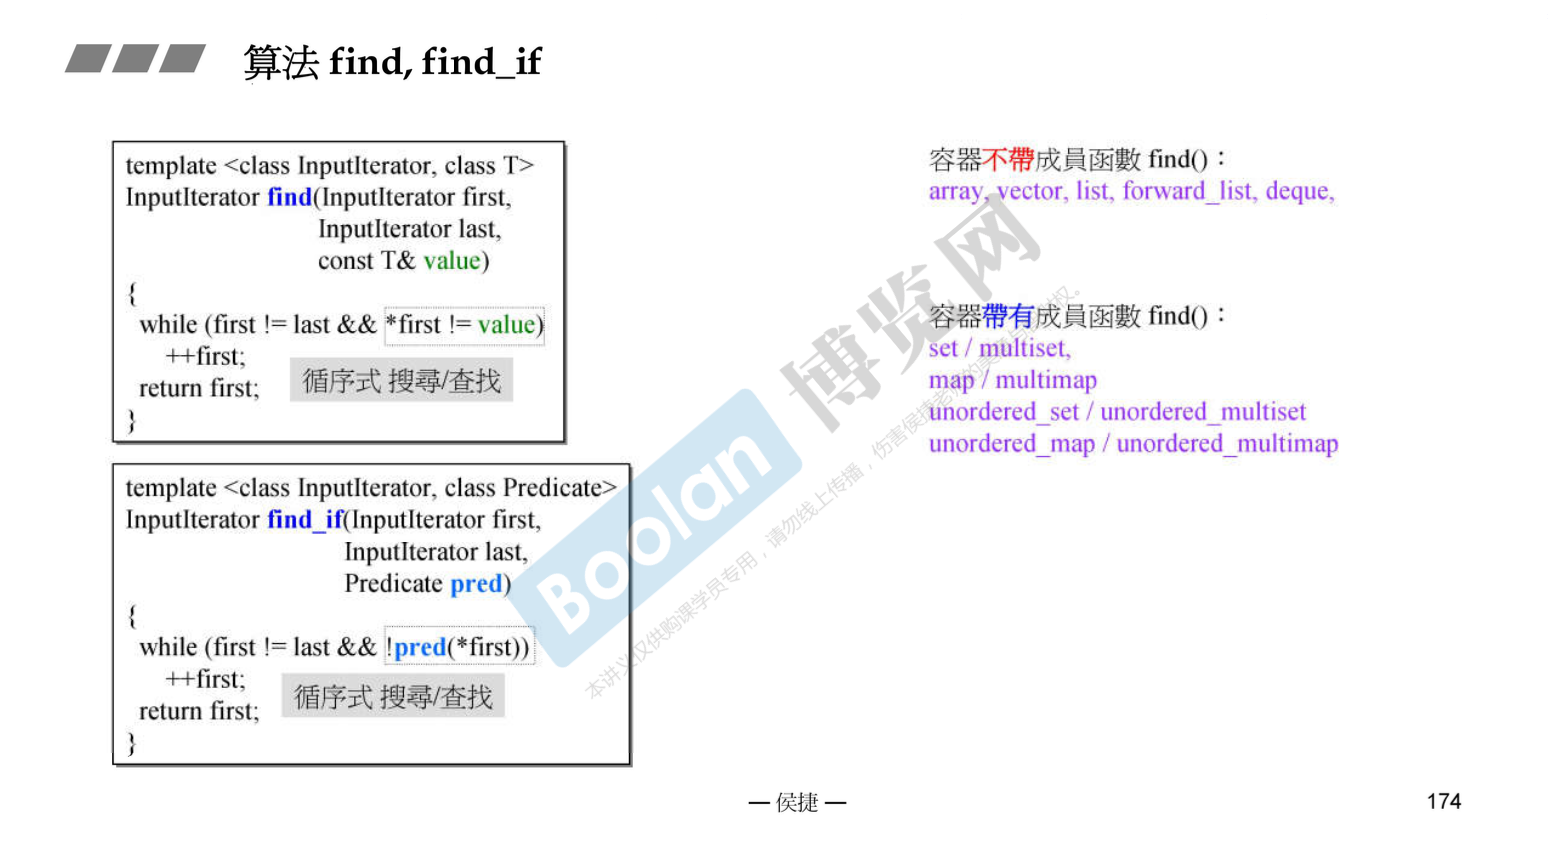 算法 find, find_if
template <class InputIterator, class T>
InputIterator find(InputIterator first,
InputIterator last,
const T& value)
{
while (first != last && *first != value)
++first;
return first;
}
循序式 搜尋/查找
template <class InputIterator, class Predicate>
InputIterator find_if(InputIterator first,
InputIterator last,
Predicate pred)
{
while (first != last && !pred(*first))
++first;
return first;
}
循序式 搜尋/查找
容器不帶成員函數 find()：
array, vector, list, forward_list, deque,
容器帶有成員函數 find()：
set / multiset,
map / multimap
unordered_set / unordered_multiset
unordered_map / unordered_multimap
Boolan 博览网
本讲义仅供购课学员专用，请勿线上传播，伤害侯捷老师的美意与授权。
— 侯捷 —
174